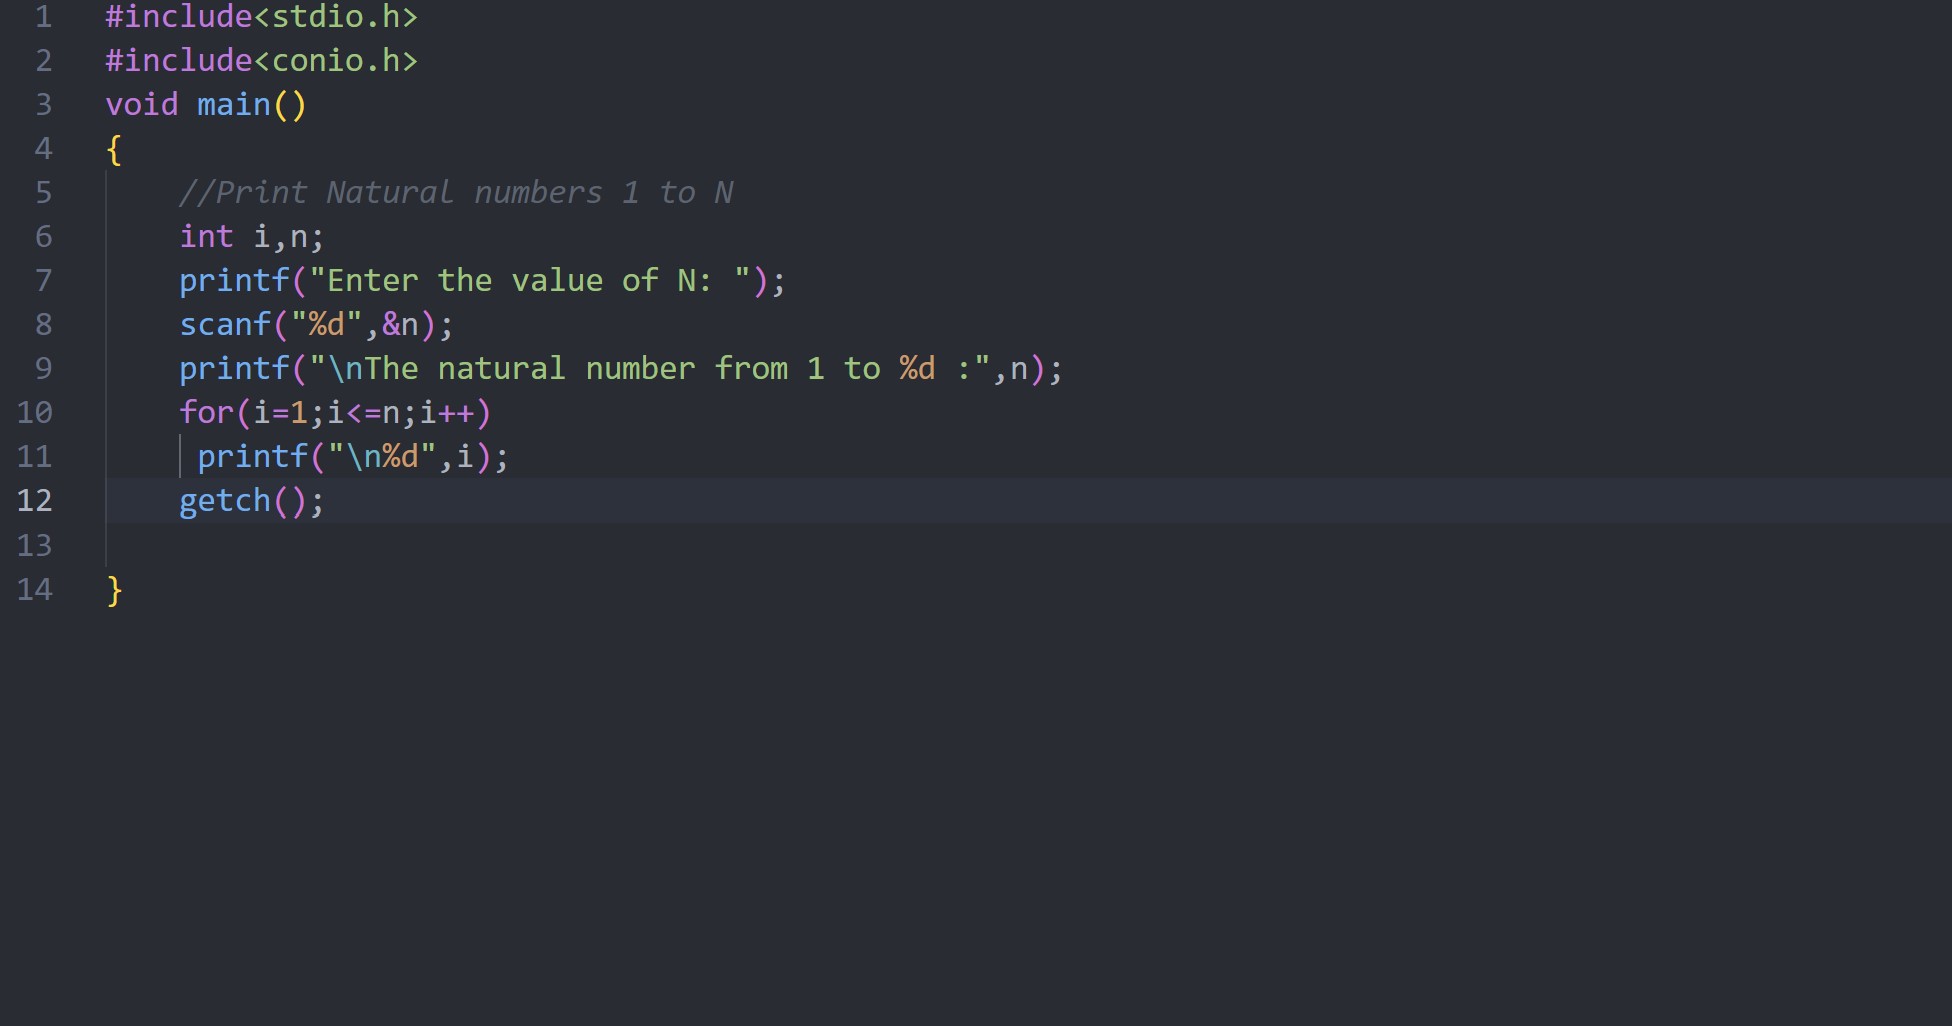 1 #include<stdio.h>
2 #include<conio.h>
3 void main()
4 {
5     //Print Natural numbers 1 to N
6     int i,n;
7     printf("Enter the value of N: ");
8     scanf("%d",&n);
9     printf("\nThe natural number from 1 to %d :",n);
10     for(i=1;i<=n;i++)
11      printf("\n%d",i);
12     getch();
13
14 }